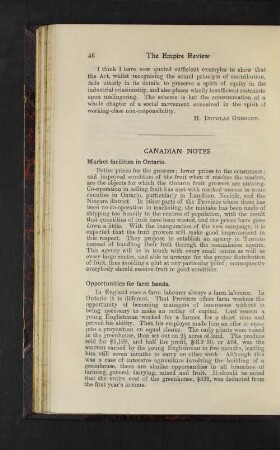 46 The Empire Review
I think I have now quoted sufficient examples to show that
the Act, whilst recognising the sound principle of contribution,
fails utterly in its details to preserve a spirit of equity in the
industrial relationship, and also places wholly insufficient restraints
upon malingering. The scheme is but the consummation of a
whole chapter of a social movement conceived in the spirit of
working-class non-responsibility.
H. Douglas
CANADIAN NOTES
Market facilities in Ontario.
Better prices for the growers; lower prices to the consumers;
and improved condition of the fruit when it reaches the market,
are the objects for which the Ontario fruit growers are striving.
Co-operation in selling fruit has met with marked success in some
counties in Ontario, particularly in Lambton, Norfolk, and the
Niagara district. In other parts of the Province where there has
been no co-operation in marketing, the mistake has been made of
shipping too heavily to the centres of population, with the result
that quantities of fruit have been wasted, and the prices have gone
down a little. With the inauguration of the new campaign, it is
expected that the fruit growers will make good improvement in
this respect. They propose to establish an agency in Toronto
instead of handling their fruit through the commission agents.
This agency will be in touch with every small town as well as
every large centre, and able to arrange for the proper distribution
of fruit, thus avoiding a glut at any particular point; consequently
everybody should receive fruit in good condition.
Opportunities for farm hands.
In England once a farm labourer always a farm labourer. In
Ontario it is different. That Province offers farm workers the
opportunity of becoming managers of businesses without it
being necessary to make an outlay of capital. Last season a
young Englishman worked for a farmer for a short time and
proved his ability. Then his employer made him an offer to enter
into a proposition on equal shares. The early plants were raised
in the greenhouse, then set out on 3½ acres of land. The produce
sold for $1,108, and half the profit, or £84, was the
amount earned by the young Englishman in five months, leaving
him still seven months to carry on other work. Although this
was a case of intensive agriculture involving the building of a
greenhouse, there are similar opportunities in all branches of
farming, general, dairying, mixed and fruit. It should be noted
that the entire cost of the greenhouse, was deducted from
the first year's income.